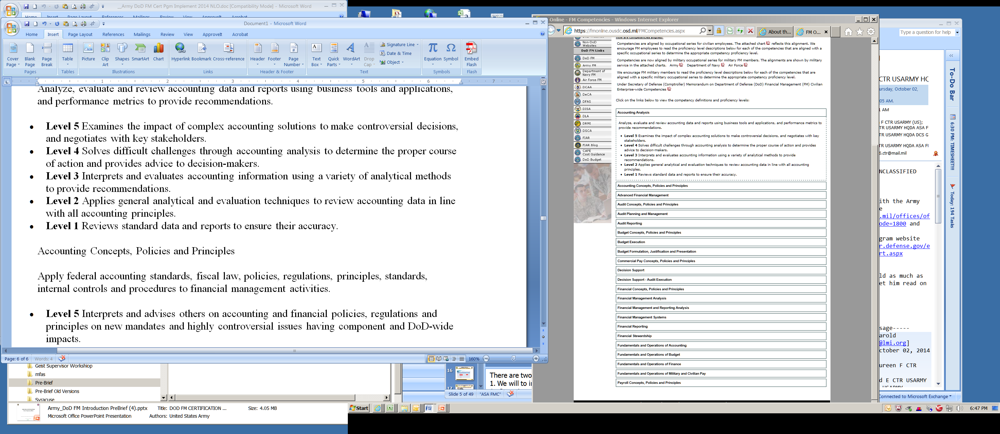 __Army DoD FM Cert Pgm Implement 2014 NLO.doc [Compatibility Mode] - Microsoft Word
Home Insert Page Layout References Mailings Review View ApproveIt Acrobat
Document1 - Microsoft Word
Home Insert Page Layout References Mailings Review View ApproveIt Acrobat
Cover Page Blank Page Page Break Table Picture Clip Art Shapes SmartArt Chart Hyperlink Bookmark Cross-reference Header Footer Page Number Text Box Quick Parts WordArt Drop Cap Signature Line Date & Time Object Equation Symbol Embed Flash
Pages Tables Illustrations Links Header & Footer Text Symbols Flash
1 2 3 4 5 6 7
Analyze, evaluate and review accounting data and reports using business tools and applications,
and performance metrics to provide recommendations.
• Level 5 Examines the impact of complex accounting solutions to make controversial decisions,
and negotiates with key stakeholders.
• Level 4 Solves difficult challenges through accounting analysis to determine the proper course
of action and provides advice to decision-makers.
• Level 3 Interprets and evaluates accounting information using a variety of analytical methods
to provide recommendations.
• Level 2 Applies general analytical and evaluation techniques to review accounting data in line
with all accounting principles.
• Level 1 Reviews standard data and reports to ensure their accuracy.
Accounting Concepts, Policies and Principles
Apply federal accounting standards, fiscal law, policies, regulations, principles, standards,
internal controls and procedures to financial management activities.
• Level 5 Interprets and advises others on accounting and financial policies, regulations and
principles on new mandates and highly controversial issues having component and DoD-wide
impacts.
Page: 6 of 6 Words: 4 160%
Geist Supervisor Workshiop
mfas
Pre-Brief
Pre-Brief Old Versions
Syracuse
Army_DoD FM Introduction PreBrief (4).pptx Title: DOD FM CERTIFICATION ... Size: 4.05 MB
Microsoft Office PowerPoint Presentation Authors: United States Army
16
17
There are two
1. We will to in
Slide 5 of 49 "ASA FMC"
Online - FM Competencies - Windows Internet Explorer
https://fmonline.ousdc.osd.mil/FMCompetencies.aspx About th... FM O...
How are competencies aligned?
Non-DoD
Websites
DoD FM Links
DoD FM
Army FM
Department of
Navy FM
Air Force FM
DCAA
DeCA
DFAS
DISA
DLA
DRMI
DSCA
FIAR
FIAR Blog
CAPE
Cost Guidance
DoD Budget
Competencies are aligned by occupational series for civilian employees. The attached chart reflects this alignment. We
encourage FM employees to read the proficiency level descriptions below for each of the competencies that are aligned with a
specific occupational series to determine the appropriate competency proficiency level.
Competencies are now aligned by military occupational series for military FM members. The alignments are shown by military
service in the attached charts. Army Department of Navy Air Force
We encourage FM military members to read the proficiency level descriptions below for each of the competencies that are
aligned with a specific military occupational series to determine the appropriate competency proficiency level.
Under Secretary of Defense (Comptroller) Memorandum on Department of Defense (DoD) Financial Management (FM) Civilian
Enterprise-wide Competencies
Click on the links below to view the competency definitions and proficiency levels:
Accounting Analysis
Analyze, evaluate and review accounting data and reports using business tools and applications, and performance metrics to
provide recommendations.
• Level 5 Examines the impact of complex accounting solutions to make controversial decisions, and negotiates with key
stakeholders.
• Level 4 Solves difficult challenges through accounting analysis to determine the proper course of action and provides
advice to decision-makers.
• Level 3 Interprets and evaluates accounting information using a variety of analytical methods to provide
recommendations.
• Level 2 Applies general analytical and evaluation techniques to review accounting data in line with all accounting
principles.
• Level 1 Reviews standard data and reports to ensure their accuracy.
Accounting Concepts, Policies and Principles
Advanced Financial Management
Audit Concepts, Policies and Principles
Audit Planning and Management
Audit Reporting
Budget Concepts, Policies and Principles
Budget Execution
Budget Formulation, Justification and Presentation
Commercial Pay Concepts, Policies and Principles
Decision Support
Decision Support - Audit Execution
Financial Concepts, Policies and Principles
Financial Management Analysis
Financial Management and Reporting Analysis
Financial Management Systems
Financial Reporting
Financial Stewardship
Fundamentals and Operations of Accounting
Fundamentals and Operations of Budget
Fundamentals and Operations of Finance
Fundamentals and Operations of Military and Civilian Pay
Payroll Concepts, Policies and Principles
Type a question for help
CTR USARMY HQ
ursday, October 02,
05 AM.
1 AM
F CTR USARMY (US);
TR USARMY HQDA ASA F
TR USARMY HQDA DCS G
TR USARMY HQDA ASA FI
6.ctr@mail.mil
NCLASSIFIED
ith the Army
e
.mil/offices/of
ode=1800 and
gram website
r.defense.gov/e
rt.aspx
ld as much as
et him read on
sage-----
arold
@lmi.org]
ctober 02, 2014
ureen F CTR
d E CTR USARMY
USARMY
Connected to Microsoft Exchange
To-Do Bar
6:30 PM: TIMESHEET!!!
Today: 194 Tasks
Start
6:47 PM